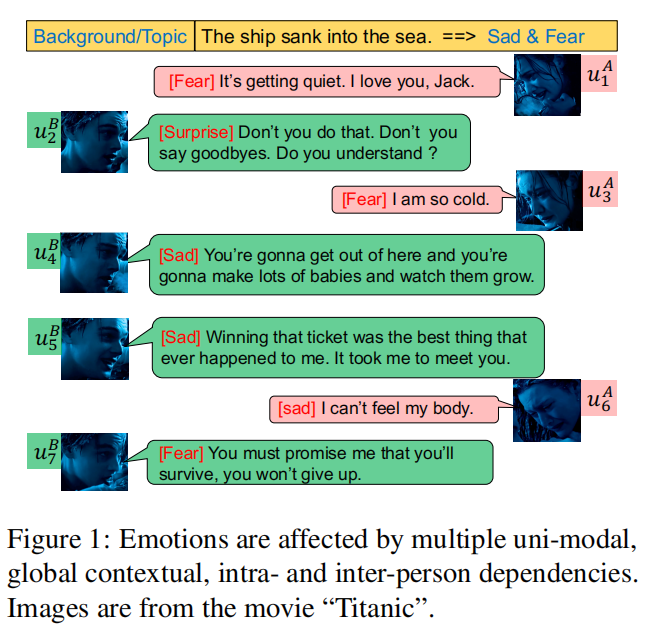 Background/Topic The ship sank into the sea. ==> Sad & Fear
[Fear] It's getting quiet. I love you, Jack. u₁ᴬ
u₂ᴮ [Surprise] Don't you do that. Don't you
say goodbyes. Do you understand ?
[Fear] I am so cold. u₃ᴬ
u₄ᴮ [Sad] You're gonna get out of here and you're
gonna make lots of babies and watch them grow.
u₅ᴮ [Sad] Winning that ticket was the best thing that
ever happened to me. It took me to meet you.
[sad] I can't feel my body. u₆ᴬ
u₇ᴮ [Fear] You must promise me that you'll
survive, you won't give up.
Figure 1: Emotions are affected by multiple uni-modal,
global contextual, intra- and inter-person dependencies.
Images are from the movie “Titanic”.